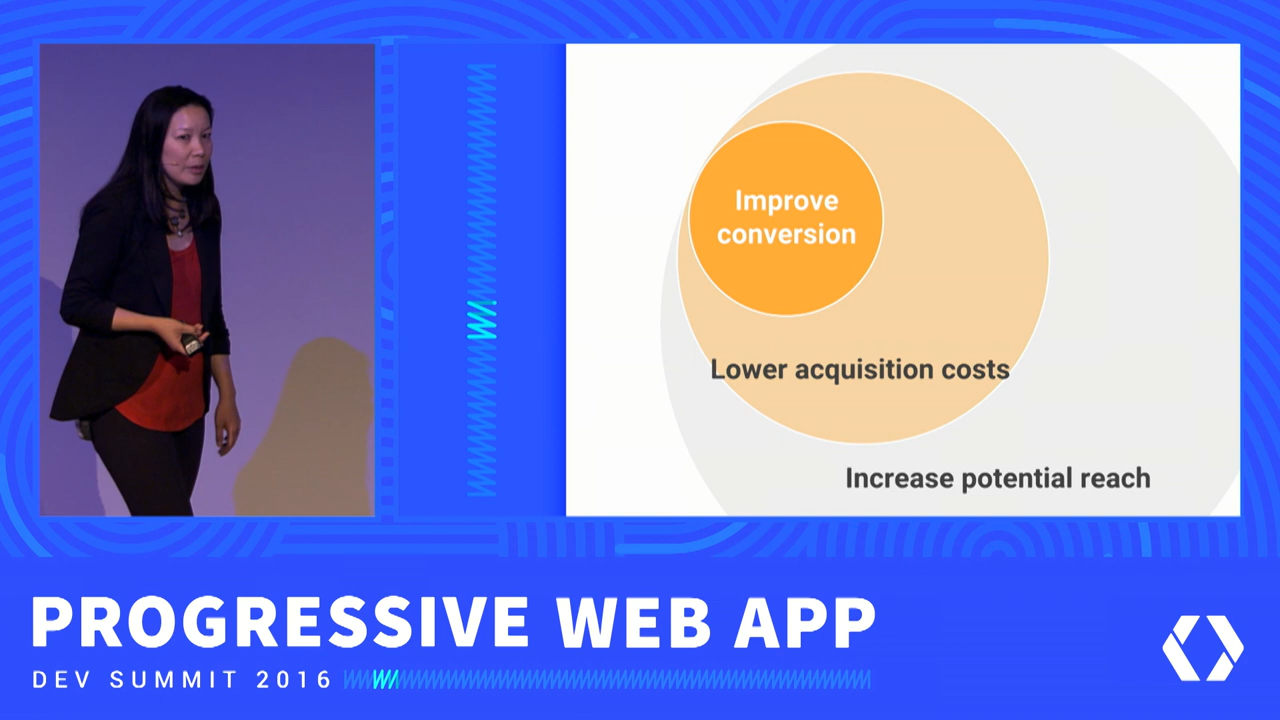 Improve
conversion
Lower acquisition costs
Increase potential reach
PROGRESSIVE WEB APP
DEV SUMMIT 2016